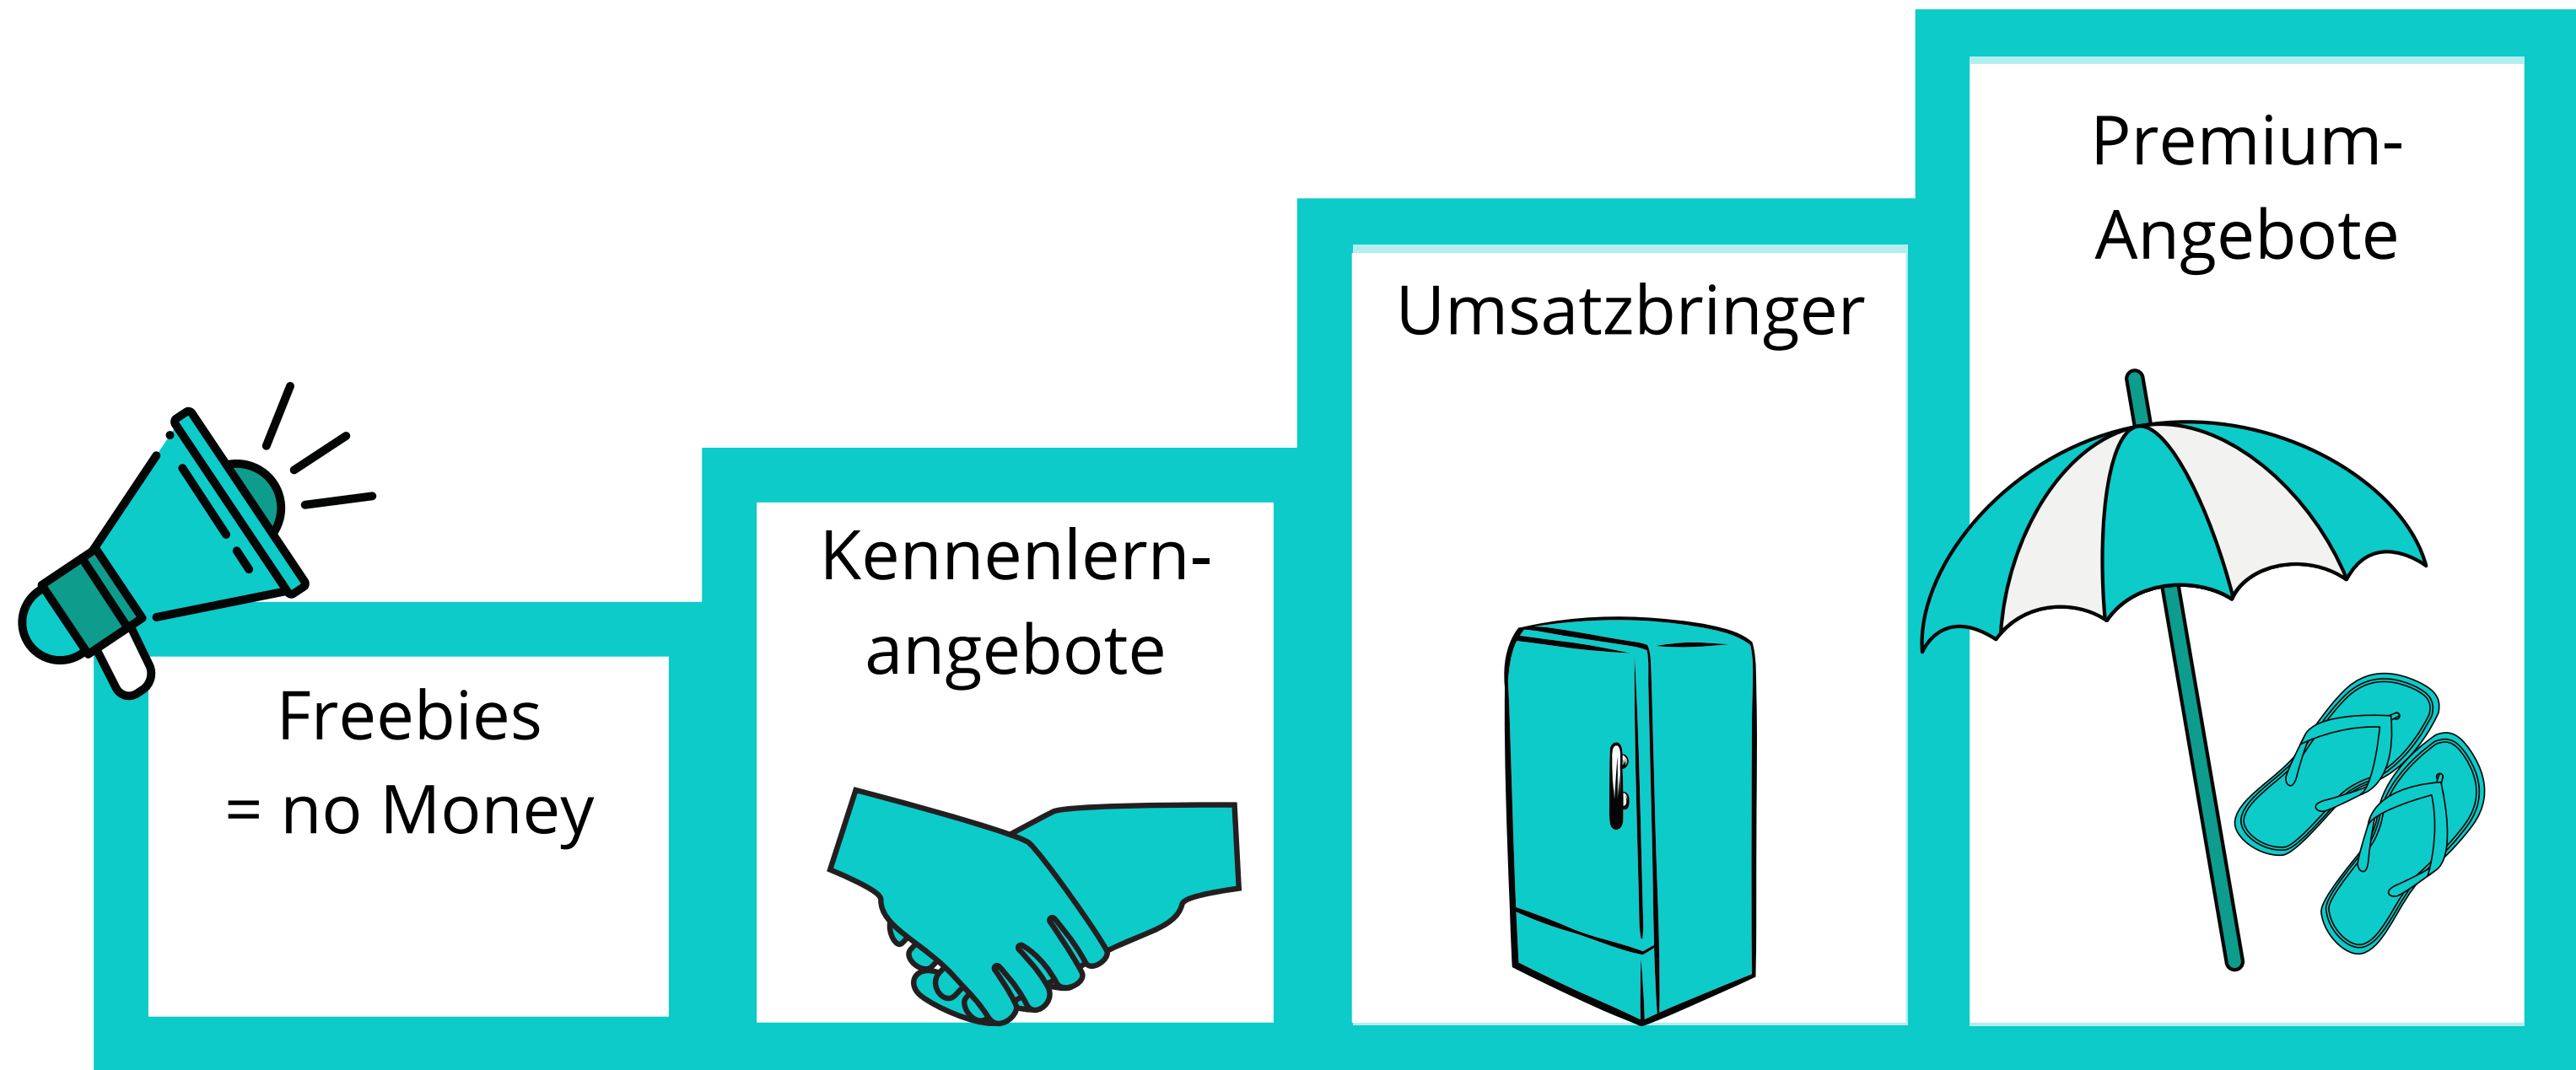 Freebies
= no Money
Kennenlern-
angebote
Umsatzbringer
Premium-
Angebote